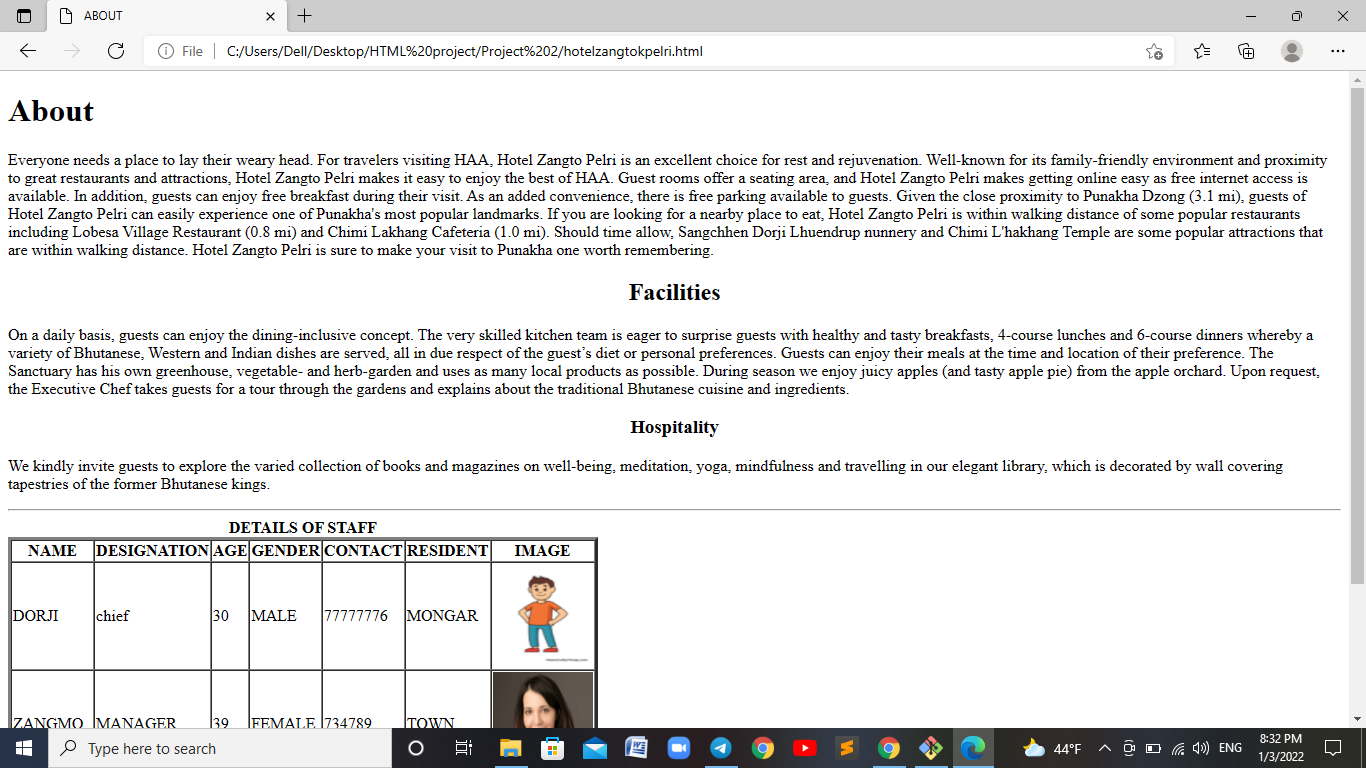 ABOUT
File
C:/Users/Dell/Desktop/HTML%20project/Project%202/hotelzangtokpelri.html
About
Everyone needs a place to lay their weary head. For travelers visiting HAA, Hotel Zangto Pelri is an excellent choice for rest and rejuvenation. Well-known for its family-friendly environment and proximity
to great restaurants and attractions, Hotel Zangto Pelri makes it easy to enjoy the best of HAA. Guest rooms offer a seating area, and Hotel Zangto Pelri makes getting online easy as free internet access is
available. In addition, guests can enjoy free breakfast during their visit. As an added convenience, there is free parking available to guests. Given the close proximity to Punakha Dzong (3.1 mi), guests of
Hotel Zangto Pelri can easily experience one of Punakha's most popular landmarks. If you are looking for a nearby place to eat, Hotel Zangto Pelri is within walking distance of some popular restaurants
including Lobesa Village Restaurant (0.8 mi) and Chimi Lakhang Cafeteria (1.0 mi). Should time allow, Sangchhen Dorji Lhuendrup nunnery and Chimi L'hakhang Temple are some popular attractions that
are within walking distance. Hotel Zangto Pelri is sure to make your visit to Punakha one worth remembering.
Facilities
On a daily basis, guests can enjoy the dining-inclusive concept. The very skilled kitchen team is eager to surprise guests with healthy and tasty breakfasts, 4-course lunches and 6-course dinners whereby a
variety of Bhutanese, Western and Indian dishes are served, all in due respect of the guest’s diet or personal preferences. Guests can enjoy their meals at the time and location of their preference. The
Sanctuary has his own greenhouse, vegetable- and herb-garden and uses as many local products as possible. During season we enjoy juicy apples (and tasty apple pie) from the apple orchard. Upon request,
the Executive Chef takes guests for a tour through the gardens and explains about the traditional Bhutanese cuisine and ingredients.
Hospitality
We kindly invite guests to explore the varied collection of books and magazines on well-being, meditation, yoga, mindfulness and travelling in our elegant library, which is decorated by wall covering
tapestries of the former Bhutanese kings.
DETAILS OF STAFF
NAME DESIGNATION AGE GENDER CONTACT RESIDENT IMAGE
DORJI chief 30 MALE 77777776 MONGAR
ZANGMO MANAGER 39 FEMALE 734789 TOWN
Type here to search
44°F
ENG
8:32 PM
1/3/2022